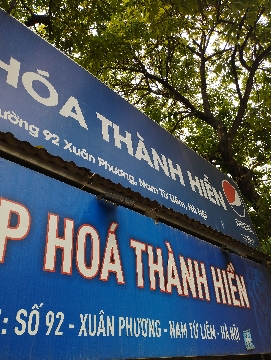 HÓA THÀNH HIỀN
ường 92 Xuân Phương, Nam Từ Liêm, Hà Nội
P HOÁ THÀNH HIỀN
: SỐ 92 - XUÂN PHƯƠNG - NAM TỪ LIÊM - HÀ NỘI